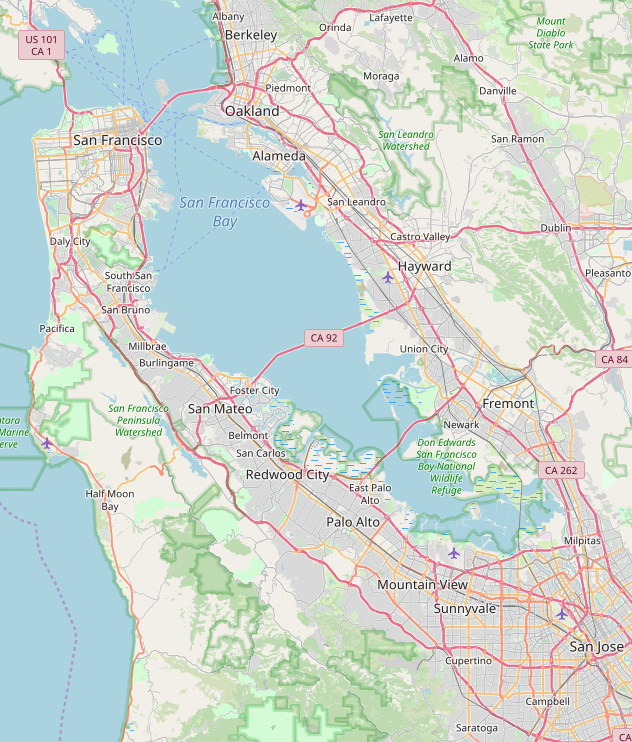 Albany
Lafayette
Orinda
Mount
Diablo
State Park
US 101
CA 1
Berkeley
Alamo
Moraga
Piedmont
Danville
Oakland
San Francisco
San Leandro
Watershed
San Ramon
Alameda
San Francisco
Bay
San Leandro
Dublin
Castro Valley
Daly City
Hayward
Pleasanto
South San
Francisco
San Bruno
Pacifica
CA 92
Millbrae
Union City
CA 84
Burlingame
Foster City
San Mateo
Fremont
San Francisco
Peninsula
Watershed
ntara
Marine
erve
Newark
Belmont
San Carlos
Don Edwards
San Francisco
Bay National
Wildlife
Refuge
Redwood City
CA 262
East Palo
Alto
Half Moon
Bay
Palo Alto
Milpitas
Mountain View
Sunnyvale
San Jose
Cupertino
Campbell
Saratoga
CA